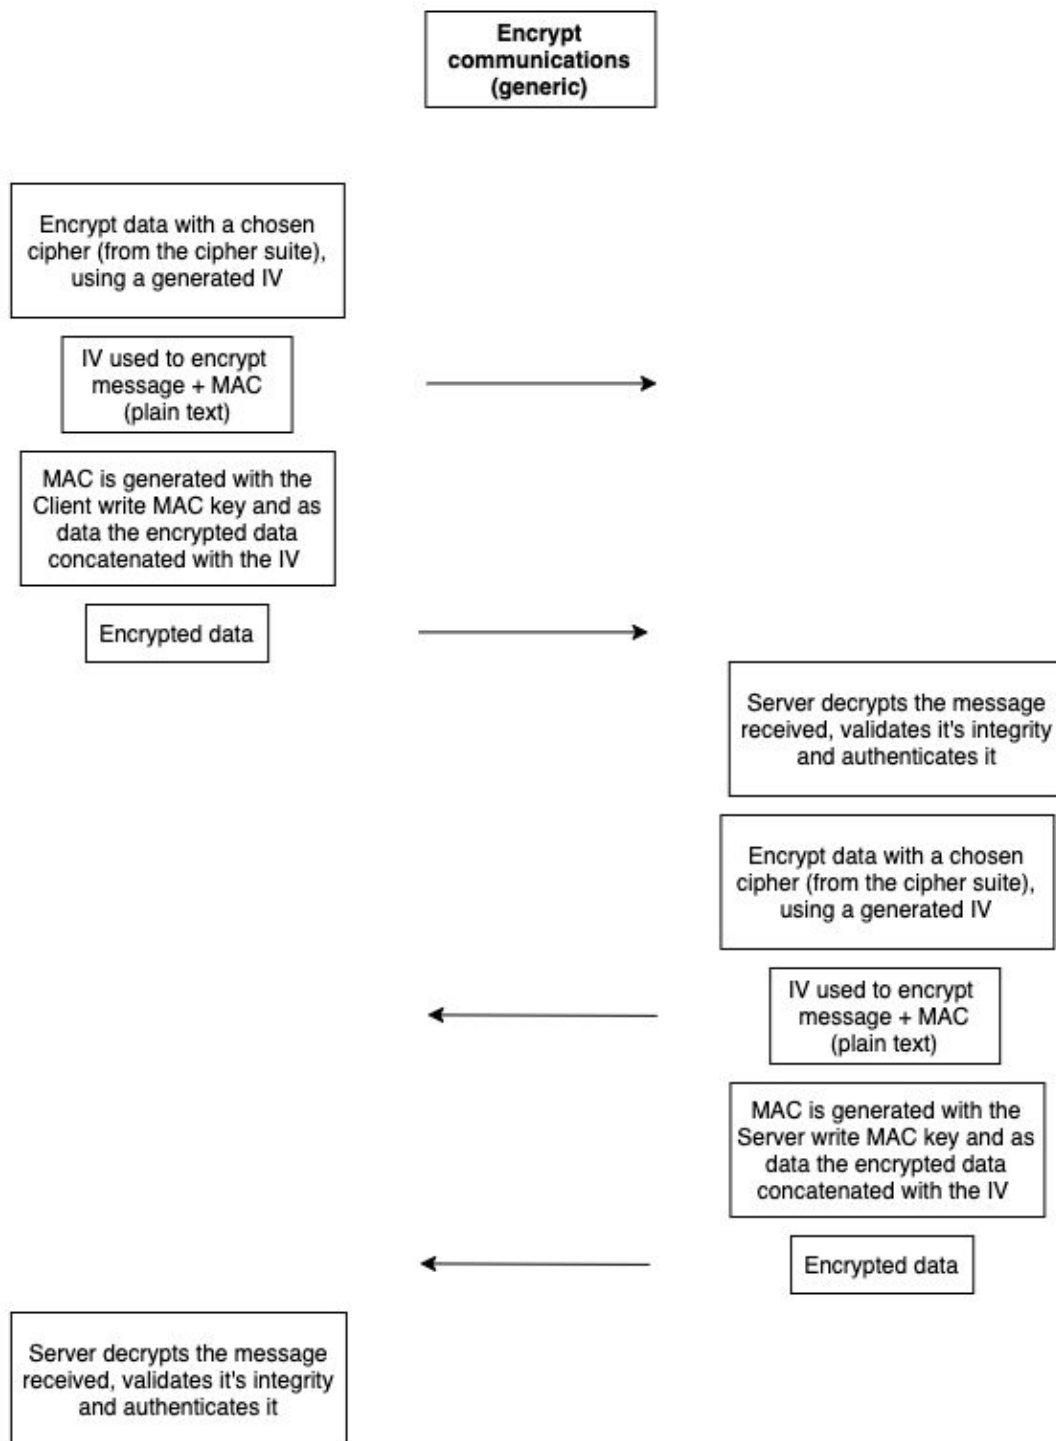 Encrypt
communications
(generic)
Encrypt data with a chosen
cipher (from the cipher suite),
using a generated IV
IV used to encrypt
message + MAC
(plain text)
MAC is generated with the
Client write MAC key and as
data the encrypted data
concatenated with the IV
Encrypted data
Server decrypts the message
received, validates it's integrity
and authenticates it
Encrypt data with a chosen
cipher (from the cipher suite),
using a generated IV
IV used to encrypt
message + MAC
(plain text)
MAC is generated with the
Server write MAC key and as
data the encrypted data
concatenated with the IV
Encrypted data
Server decrypts the message
received, validates it's integrity
and authenticates it